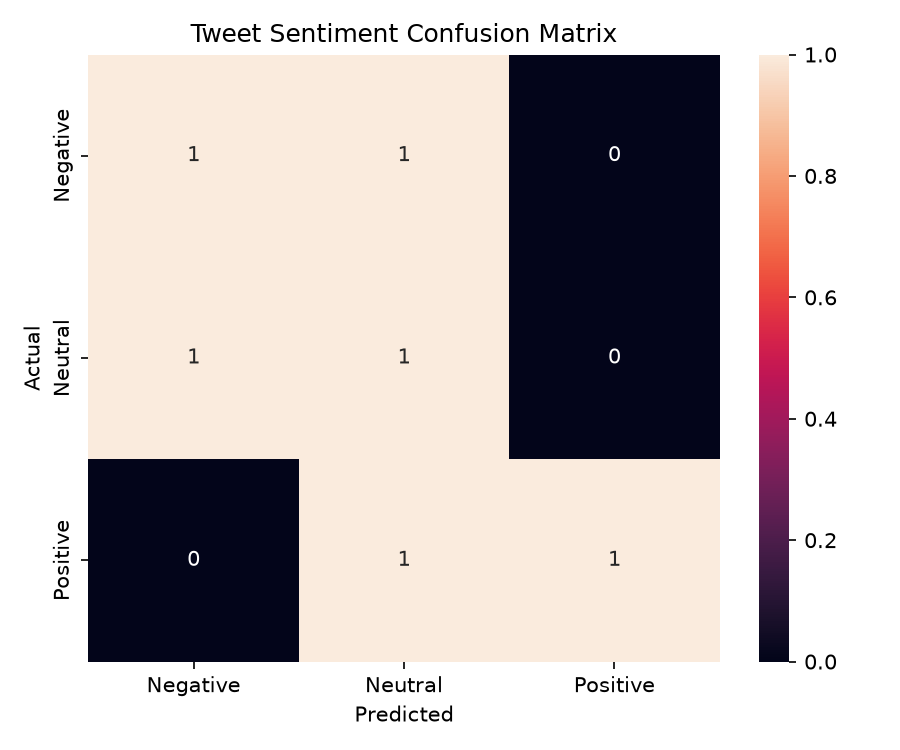 Tweet Sentiment Confusion Matrix
Actual
Negative
1 1 0
Neutral
1 1 0
Positive
0 1 1
Negative Neutral Positive
Predicted
1.0
0.8
0.6
0.4
0.2
0.0